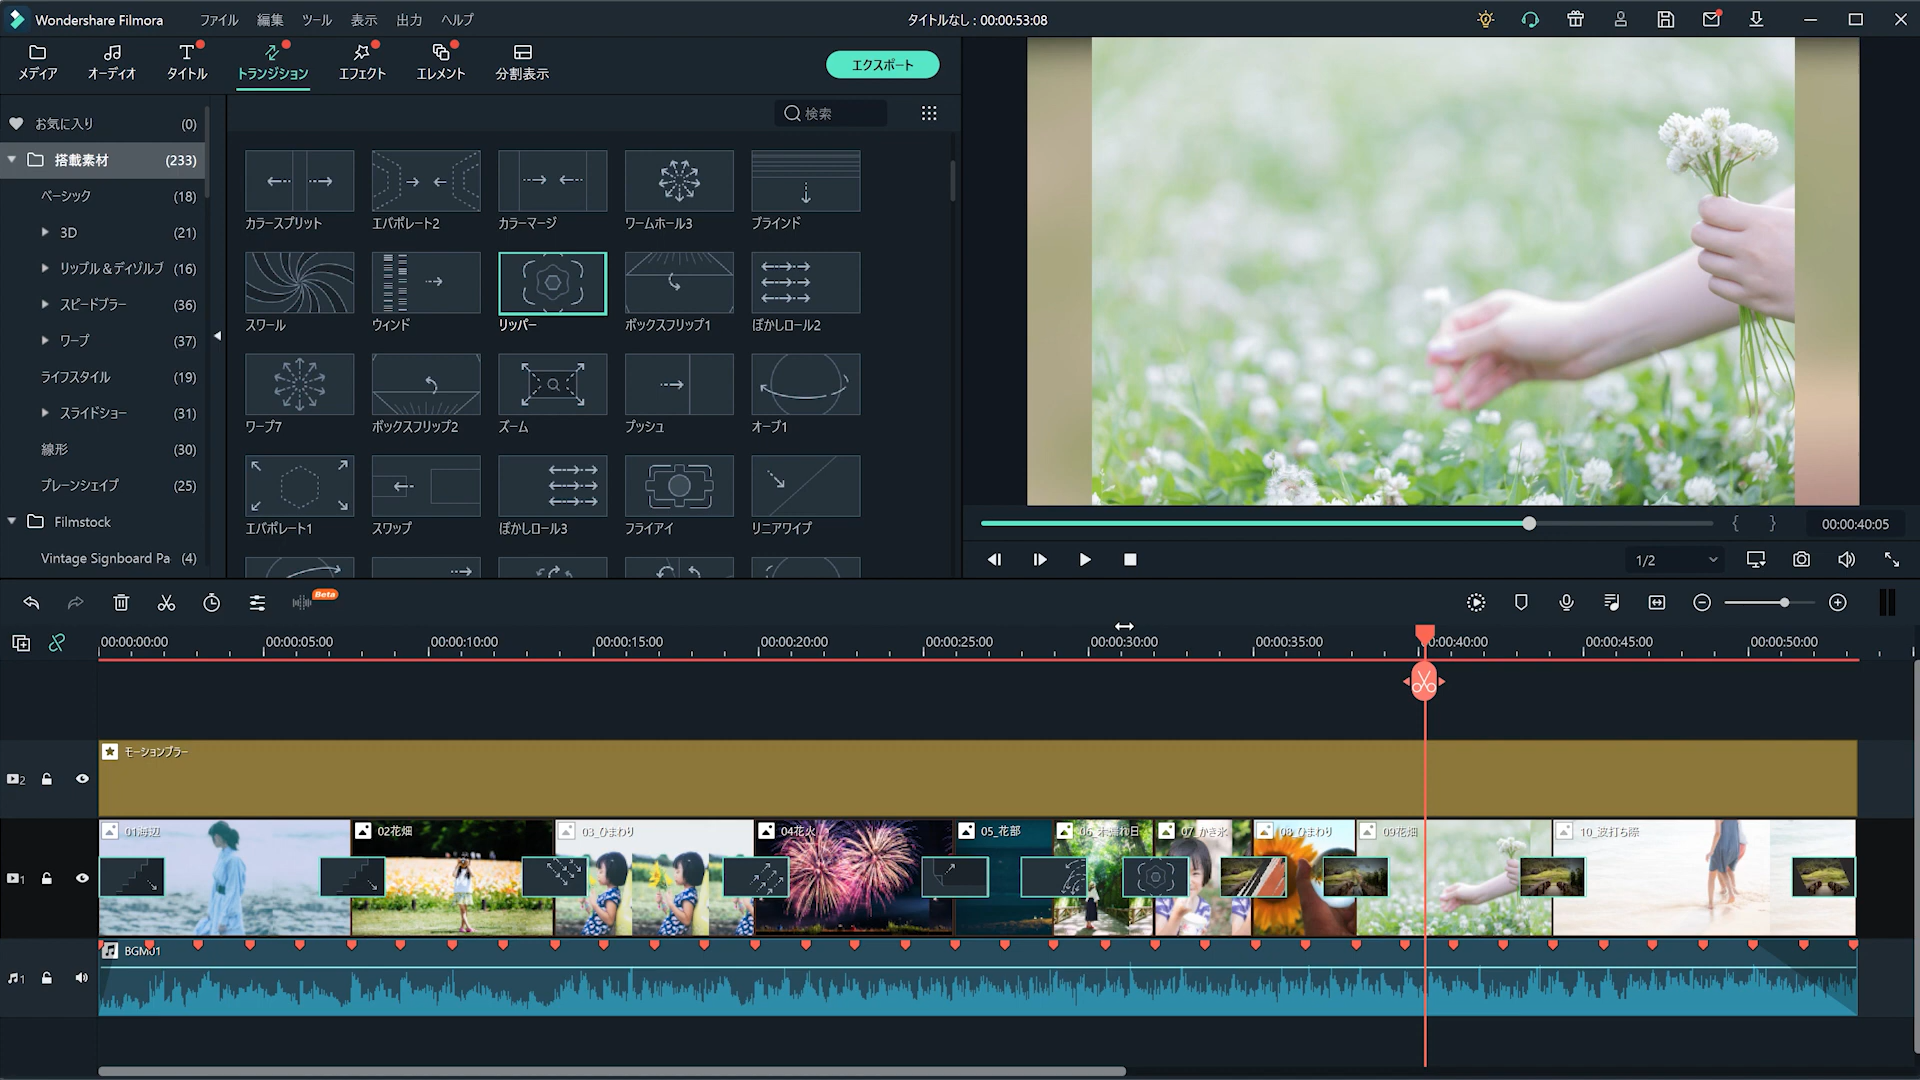 Wondershare Filmora
ファイル 編集 ツール 表示 出力 ヘルプ
タイトルなし : 00:00:53:08
メディア オーディオ タイトル トランジション エフェクト エレメント 分割表示
エクスポート
検索
お気に入り (0)
搭載素材 (233)
ベーシック (18)
3D (21)
リップル＆ディゾルブ (16)
スピードブラー (36)
ワープ (37)
ライフスタイル (19)
スライドショー (31)
線形 (30)
プレーンシェイプ (25)
Filmstock
Vintage Signboard Pa (4)
カラースプリット エバポレート2 カラーマージ ワームホール3 ブラインド
スワール ウィンド リッパー ボックスフリップ1 ぼかしロール2
ワープ7 ボックスフリップ2 ズーム プッシュ オーブ1
エバポレート1 スワップ ぼかしロール3 フライアイ リニアワイプ
00:00:40:05
1/2
Beta
00:00:00:00 00:00:05:00 00:00:10:00 00:00:15:00 00:00:20:00 00:00:25:00 00:00:30:00 00:00:35:00 00:00:40:00 00:00:45:00 00:00:50:00
2
モーションブラー
1
01海辺 02花畑 03_ひまわり 04花火 05_花部 06_木漏れ日 07_かき氷 08_ひまわり 09花畑 10_波打ち際
1
BGM01